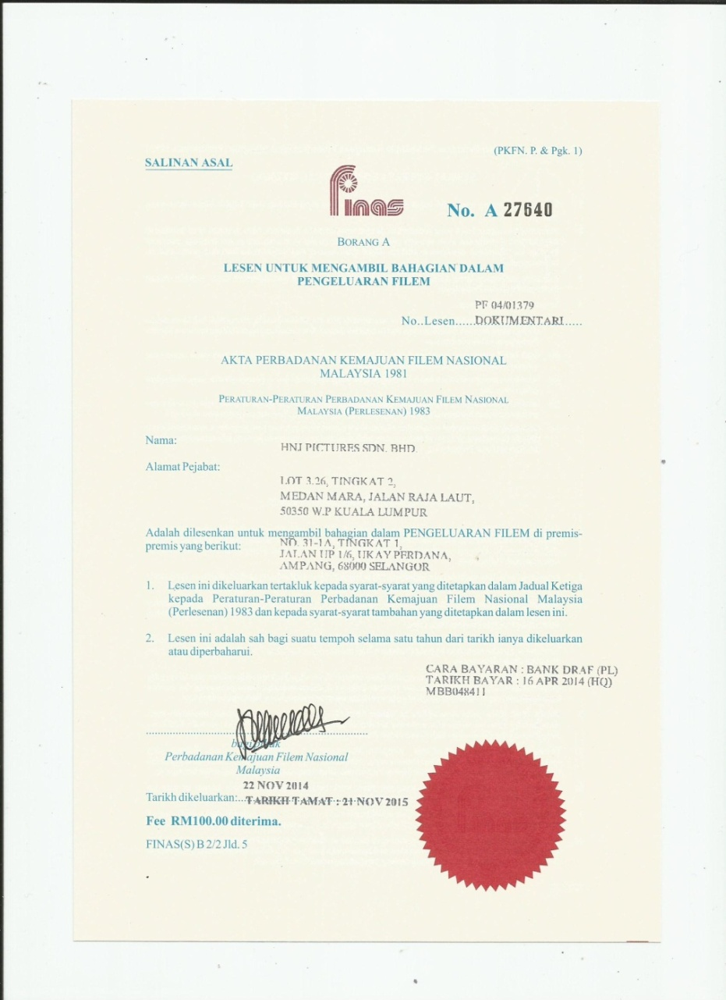 (PKFN. P. & Pgk. 1)
SALINAN ASAL
Finas
No. A 27640
BORANG A
LESEN UNTUK MENGAMBIL BAHAGIAN DALAM
PENGELUARAN FILEM
PF 04/01379
No..Lesen......DOKUMENTARI.....
AKTA PERBADANAN KEMAJUAN FILEM NASIONAL
MALAYSIA 1981
PERATURAN-PERATURAN PERBADANAN KEMAJUAN FILEM NASIONAL
MALAYSIA (PERLESENAN) 1983
Nama:
HNJ PICTURES SDN. BHD.
Alamat Pejabat:
LOT 3.26, TINGKAT 2,
MEDAN MARA, JALAN RAJA LAUT,
50350 W.P KUALA LUMPUR
Adalah dilesenkan untuk mengambil bahagian dalam PENGELUARAN FILEM di premis-
premis yang berikut:
NO. 31-1A, TINGKAT 1,
JALAN UP 1/6, UKAY PERDANA,
AMPANG, 68000 SELANGOR
1. Lesen ini dikeluarkan tertakluk kepada syarat-syarat yang ditetapkan dalam Jadual Ketiga
kepada Peraturan-Peraturan Perbadanan Kemajuan Filem Nasional Malaysia
(Perlesenan) 1983 dan kepada syarat-syarat tambahan yang ditetapkan dalam lesen ini.
2. Lesen ini adalah sah bagi suatu tempoh selama satu tahun dari tarikh ianya dikeluarkan
atau diperbaharui.
CARA BAYARAN : BANK DRAF (PL)
TARIKH BAYAR : 16 APR 2014 (HQ)
MBB048411
bagi pihak
Perbadanan Kemajuan Filem Nasional
Malaysia
22 NOV 2014
Tarikh dikeluarkan:...TARIKH TAMAT : 21 NOV 2015
Fee RM100.00 diterima.
FINAS(S) B 2/2 Jld. 5